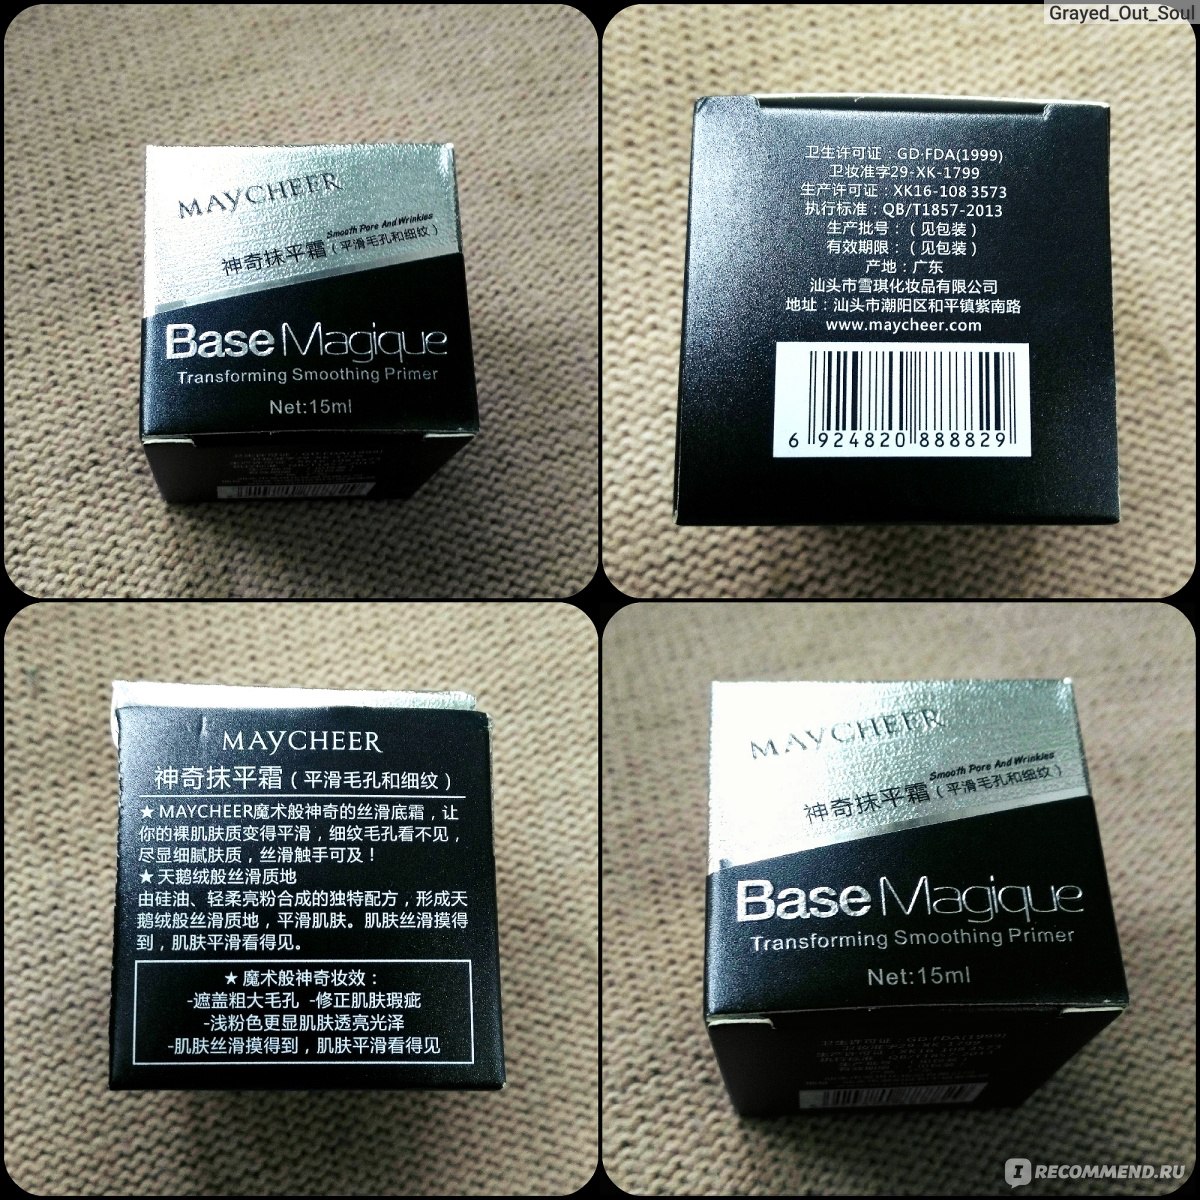 Grayed_Out_Soul
MAYCHEER
Smooth Pore And Wrinkles
神奇抹平霜(平滑毛孔和细纹)
Base Magique
Transforming Smoothing Primer
Net:15ml
卫生许可证:GD·FDA(1999)
卫妆准字29-XK-1799
生产许可证:XK16-108 3573
执行标准:QB/T1857-2013
生产批号:(见包装)
有效期限:(见包装)
产地:广东
汕头市雪琪化妆品有限公司
地址:汕头市潮阳区和平镇紫南路
www.maycheer.com
6 924820 888829
MAYCHEER
神奇抹平霜(平滑毛孔和细纹)
★MAYCHEER魔术般神奇的丝滑底霜,让
你的裸肌肤质变得平滑,细纹毛孔看不见,
尽显细腻肤质,丝滑触手可及!
★天鹅绒般丝滑质地
由硅油、轻柔亮粉合成的独特配方,形成天
鹅绒般丝滑质地,平滑肌肤。肌肤丝滑摸得
到,肌肤平滑看得见。
★魔术般神奇妆效:
-遮盖粗大毛孔 -修正肌肤瑕疵
-浅粉色更显肌肤透亮光泽
-肌肤丝滑摸得到,肌肤平滑看得见
MAYCHEER
Smooth Pore And Wrinkles
神奇抹平霜(平滑毛孔和细纹)
Base Magique
Transforming Smoothing Primer
Net:15ml
IRECOMMEND.RU